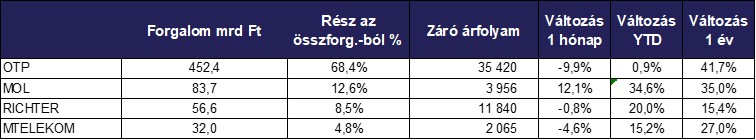 Forgalom mrd Ft Rész az összforg.-ból % Záró árfolyam Változás 1 hónap Változás YTD Változás 1 év
OTP 452,4 68,4% 35 420 -9,9% 0,9% 41,7%
MOL 83,7 12,6% 3 956 12,1% 34,6% 35,0%
RICHTER 56,6 8,5% 11 840 -0,8% 20,0% 15,4%
MTELEKOM 32,0 4,8% 2 065 -4,6% 15,2% 27,0%